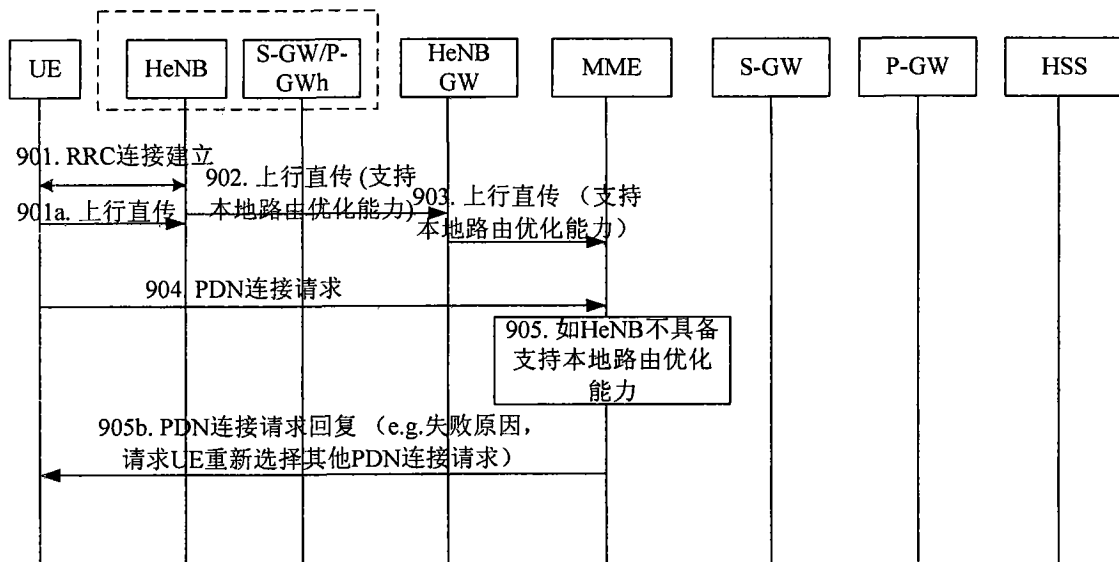 UE
HeNB
S-GW/P-
GWh
HeNB
GW
MME
S-GW
P-GW
HSS
901. RRC连接建立
901a. 上行直传
902. 上行直传 (支持
本地路由优化能力)
903. 上行直传 （支持
本地路由优化能力）
904. PDN连接请求
905. 如HeNB不具备
支持本地路由优化
能力
905b. PDN连接请求回复 （e.g.失败原因，
请求UE重新选择其他PDN连接请求）